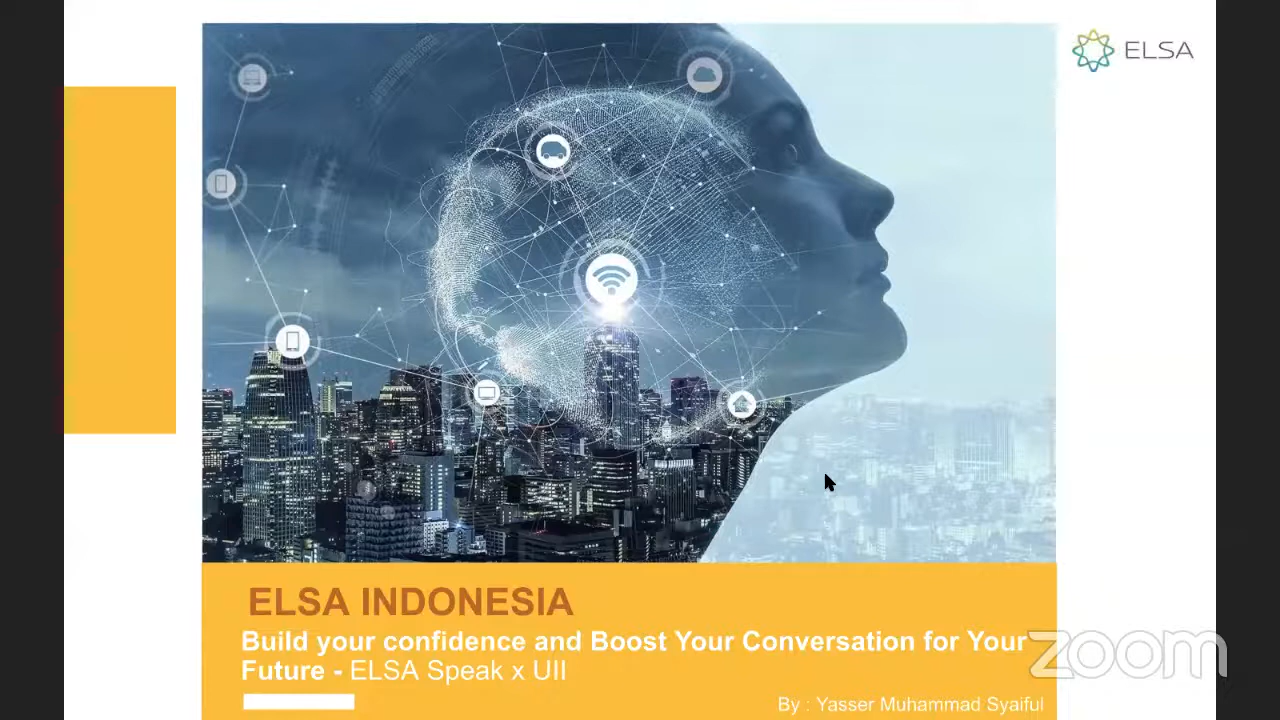 ELSA
ELSA INDONESIA
Build your confidence and Boost Your Conversation for Your
Future - ELSA Speak x UII
zoom
By : Yasser Muhammad Syaiful